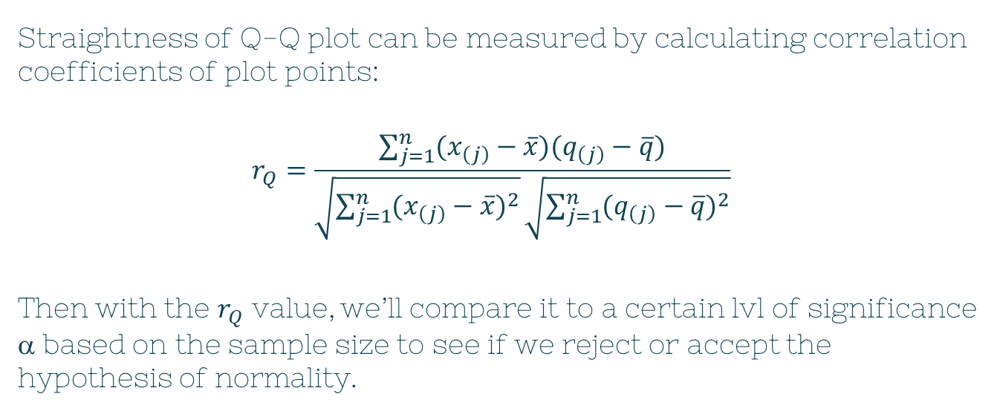 Straightness of Q-Q plot can be measured by calculating correlation
coefficients of plot points:
r_Q = \frac{\sum_{j=1}^{n}(x_{(j)} - \bar{x})(q_{(j)} - \bar{q})}{\sqrt{\sum_{j=1}^{n}(x_{(j)} - \bar{x})^2} \sqrt{\sum_{j=1}^{n}(q_{(j)} - \bar{q})^2}}
Then with the r_Q value, we'll compare it to a certain lvl of significance
α based on the sample size to see if we reject or accept the
hypothesis of normality.